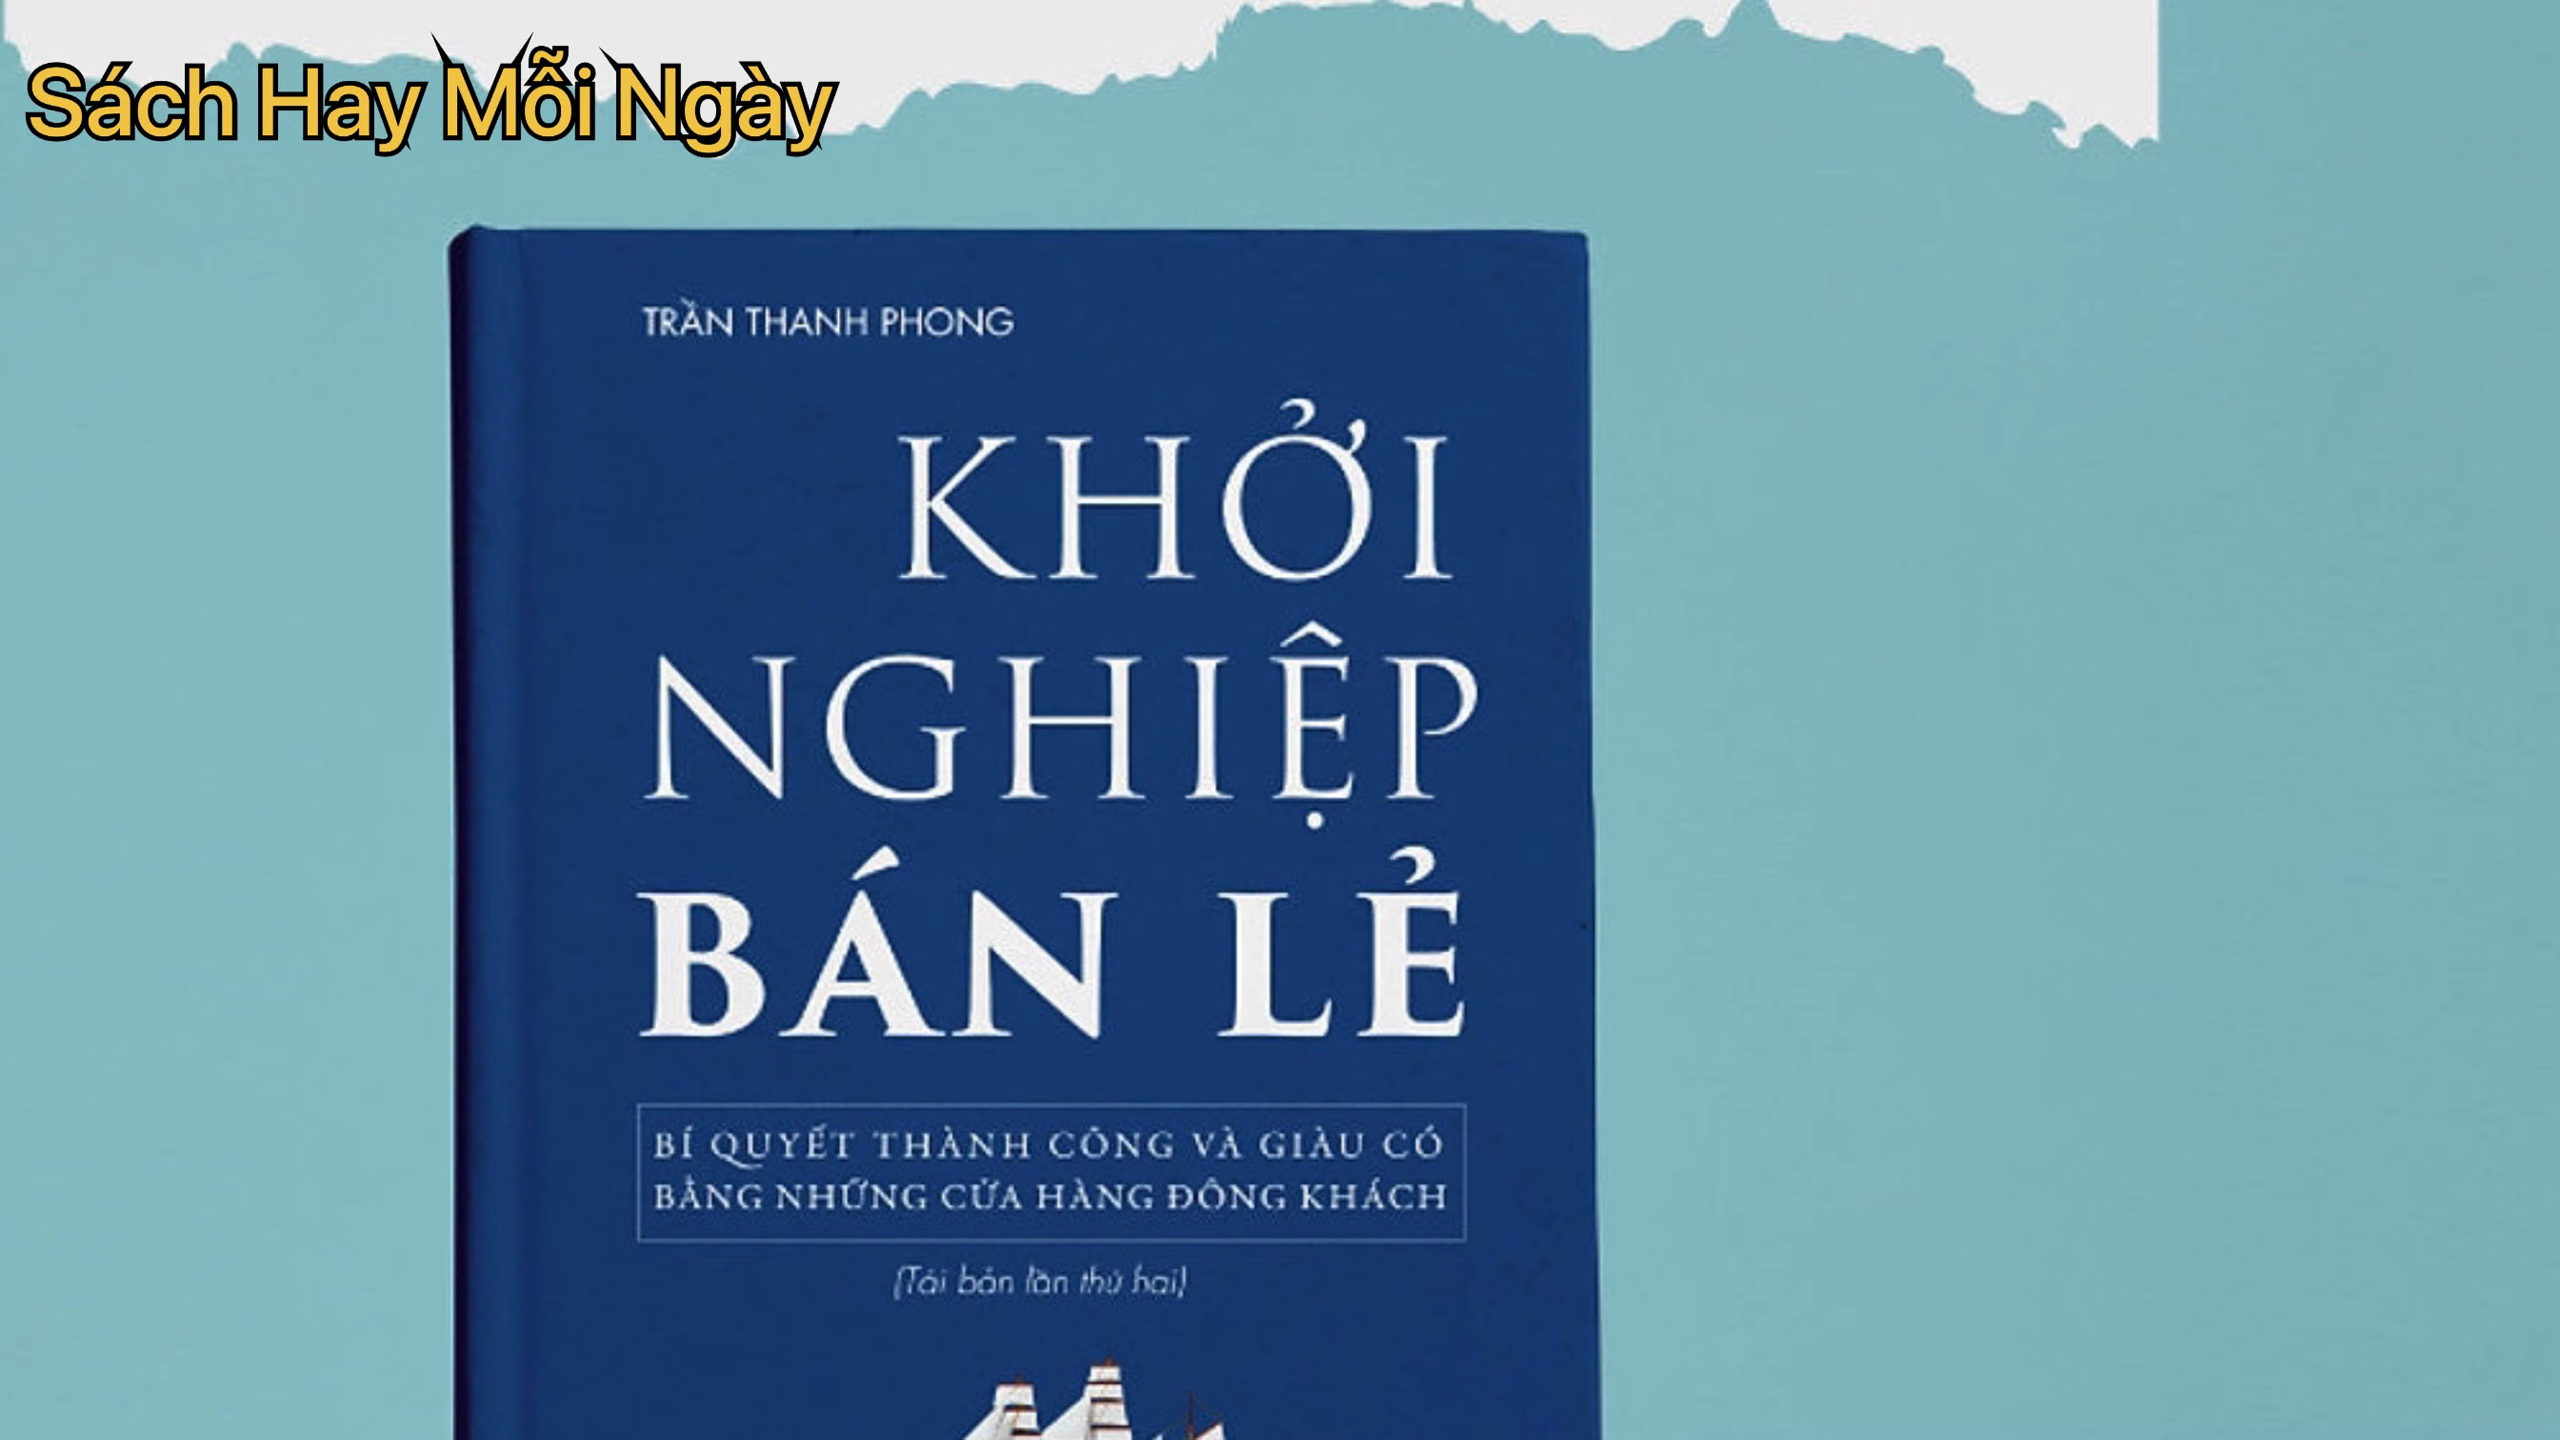 Sách Hay Mỗi Ngày
TRẦN THANH PHONG
KHỞI
NGHIỆP
BÁN LẺ
BÍ QUYẾT THÀNH CÔNG VÀ GIÀU CÓ
BẰNG NHỮNG CỬA HÀNG ĐÔNG KHÁCH
(Tái bản lần thứ hai)